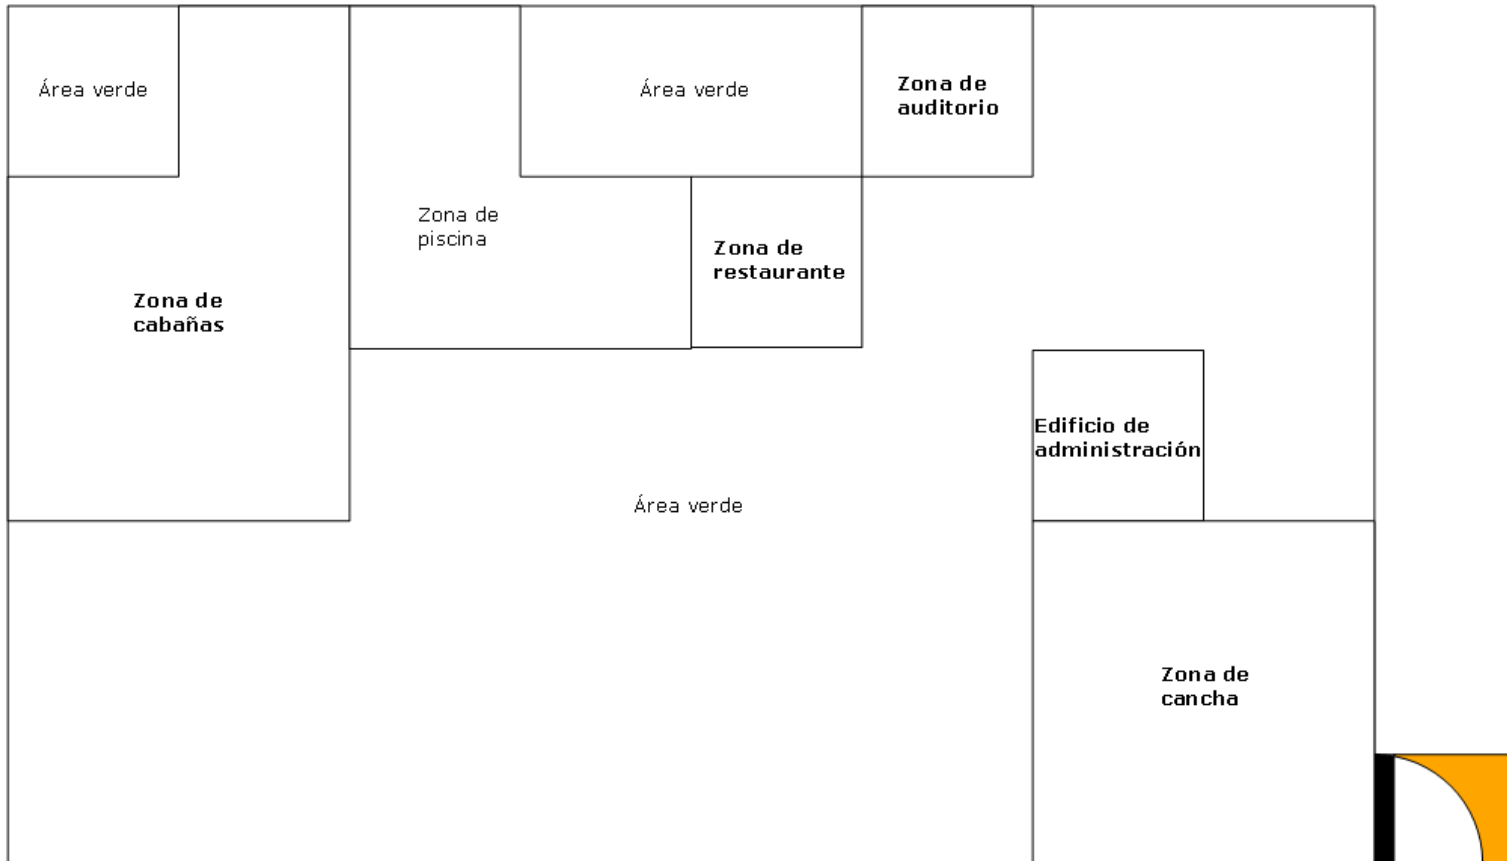 Área verde
Área verde
Zona de
auditorio
Zona de
piscina
Zona de
restaurante
Zona de
cabañas
Edificio de
administración
Área verde
Zona de
cancha